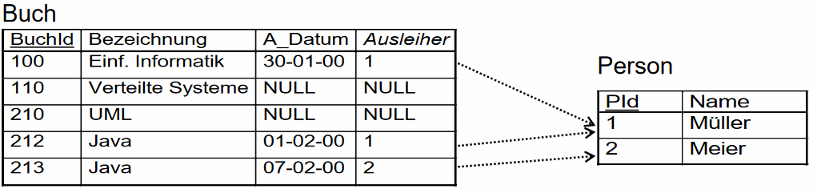 Buch
BuchId Bezeichnung A_Datum Ausleiher
100 Einf. Informatik 30-01-00 1
110 Verteilte Systeme NULL NULL
210 UML NULL NULL
212 Java 01-02-00 1
213 Java 07-02-00 2
Person
PId Name
1 Müller
2 Meier